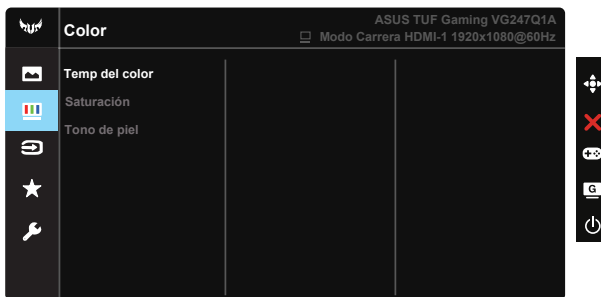 Color
ASUS TUF Gaming VG247Q1A
Modo Carrera HDMI-1 1920x1080@60Hz
Temp del color
Saturación
Tono de piel
G